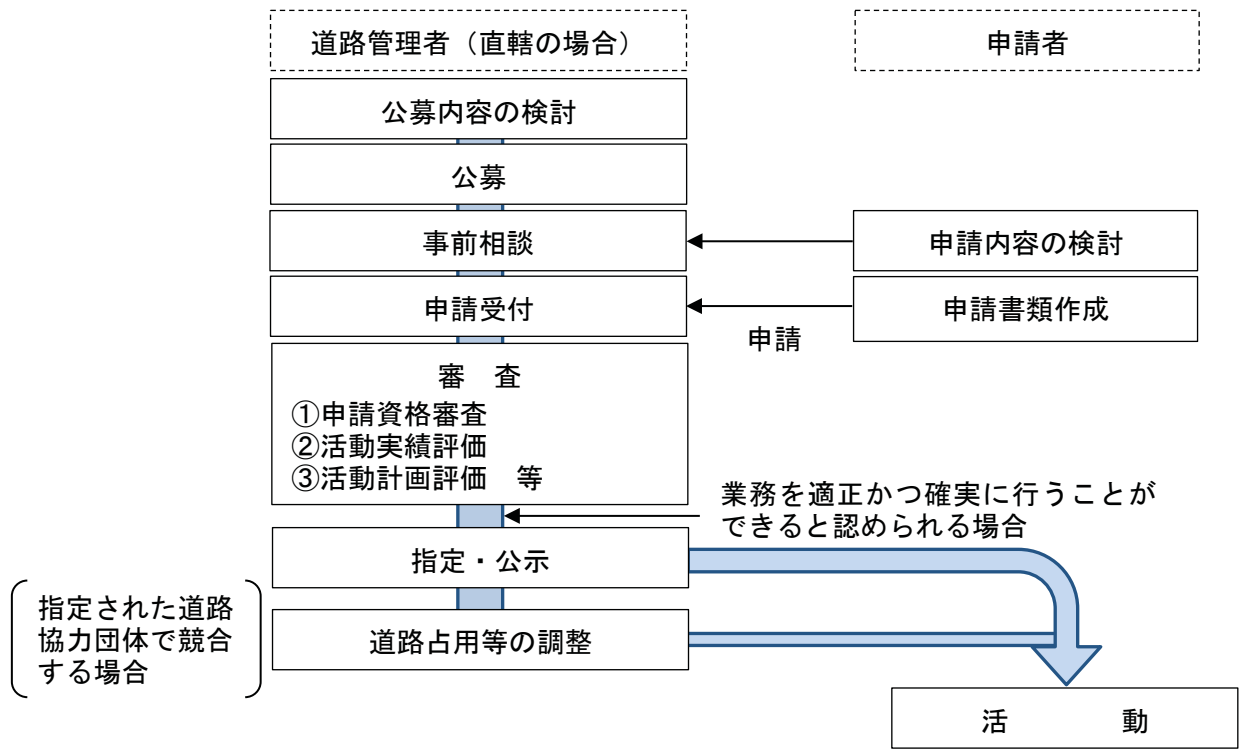 道路管理者（直轄の場合）
申請者
公募内容の検討
公募
事前相談
申請内容の検討
申請受付
申請書類作成
申請
審　査
①申請資格審査
②活動実績評価
③活動計画評価　等
業務を適正かつ確実に行うことが
できると認められる場合
指定・公示
指定された道路
協力団体で競合
する場合
道路占用等の調整
活　　　動